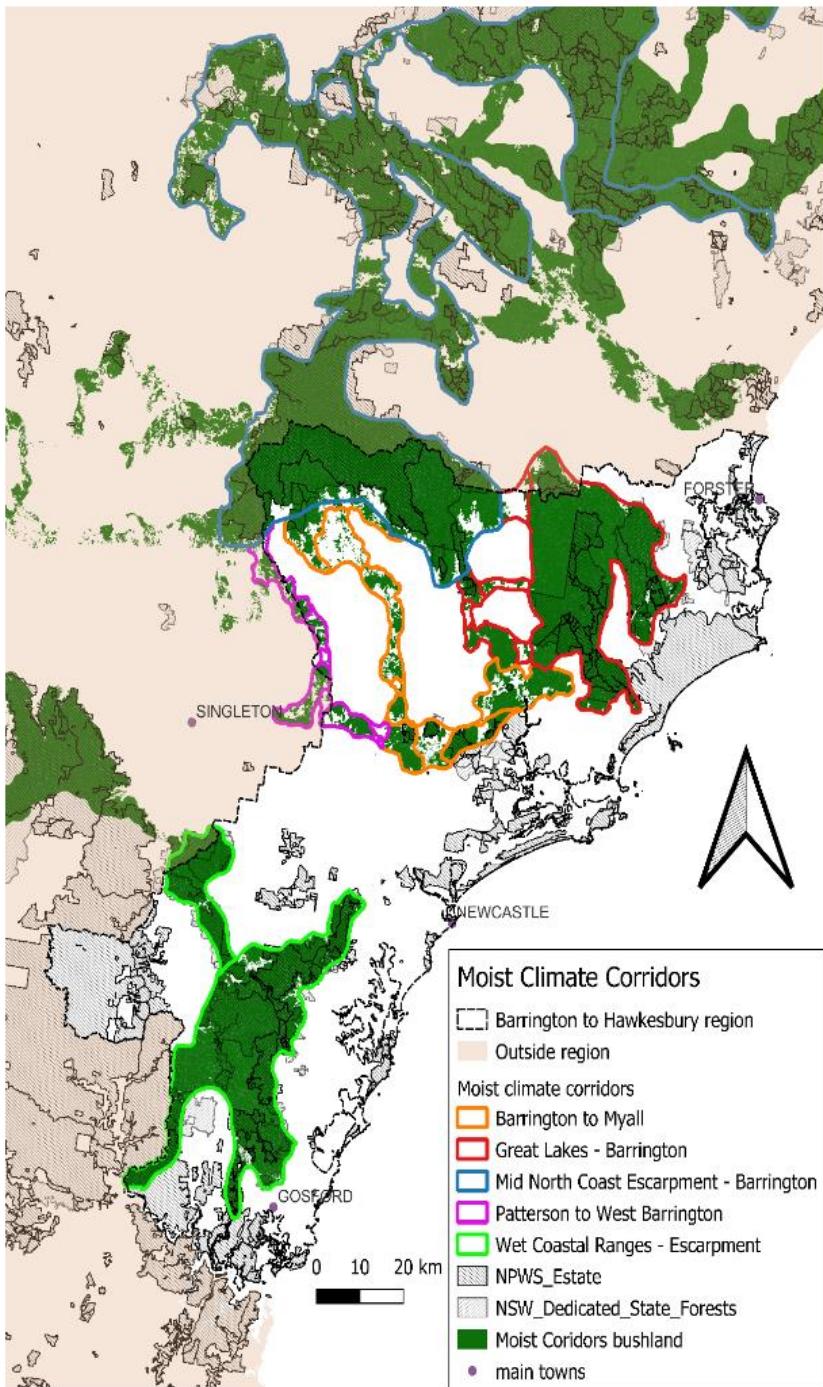 FORSTER
SINGLETON
NEWCASTLE
GOSFORD
0 10 20 km
Moist Climate Corridors
Barrington to Hawkesbury region
Outside region
Moist climate corridors
Barrington to Myall
Great Lakes - Barrington
Mid North Coast Escarpment - Barrington
Patterson to West Barrington
Wet Coastal Ranges - Escarpment
NPWS_Estate
NSW_Dedicated_State_Forests
Moist Coridors bushland
main towns